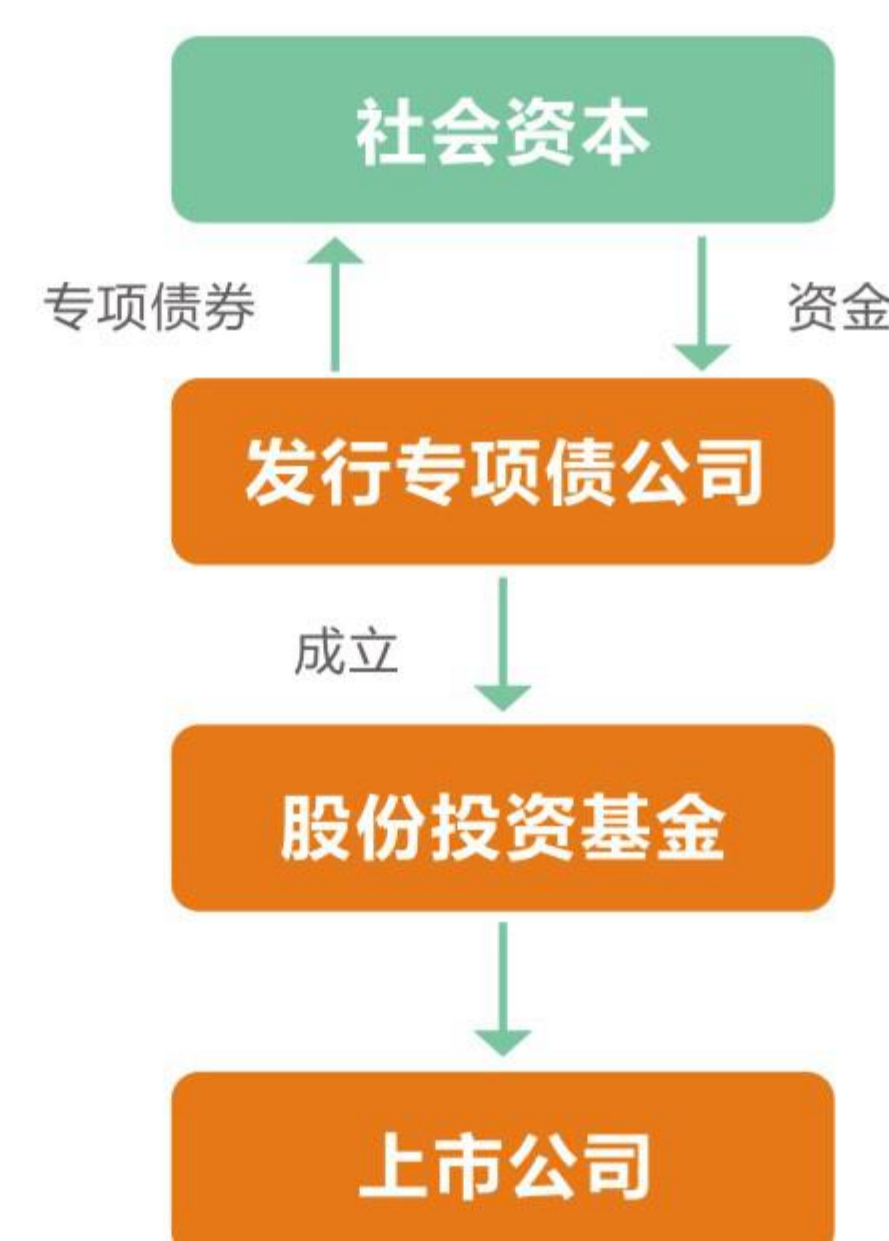 社会资本
专项债券
资金
发行专项债公司
成立
股份投资基金
上市公司